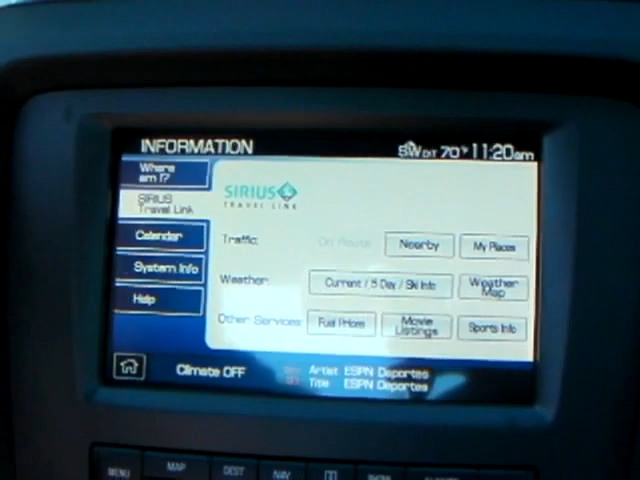 INFORMATION
SW EXT 70°F 11:20am
Where
am I?
SIRIUS
Travel Link
Calendar
System Info
Help
SIRIUS
TRAVEL LINK
Traffic:
On Route
Nearby
My Places
Weather:
Current / 5 Day / Ski Info
Weather
Map
Other Services:
Fuel Prices
Movie
Listings
Sports Info
Climate OFF
Artist ESPN Deportes
Title ESPN Deportes
MENU
MAP
DEST
NAV